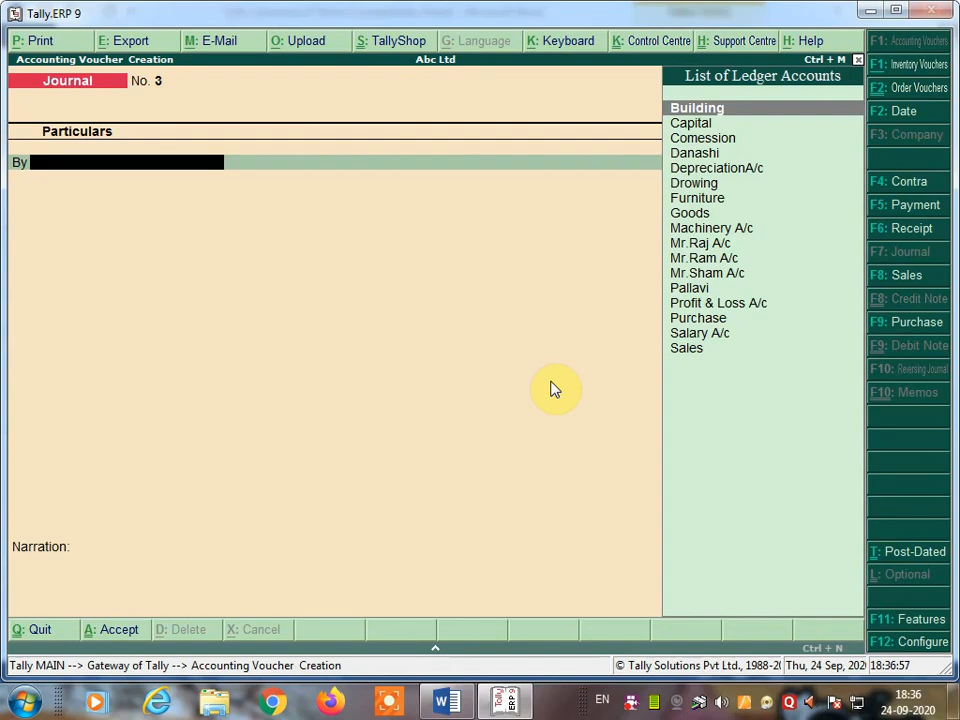 Tally.ERP 9
P: Print
E: Export
M: E-Mail
O: Upload
S: TallyShop
G: Language
K: Keyboard
K: Control Centre
H: Support Centre
H: Help
Accounting Voucher Creation
Abc Ltd
Ctrl + M
Journal
No. 3
Particulars
By
Narration:
List of Ledger Accounts
Building
Capital
Comession
Danashi
DepreciationA/c
Drowing
Furniture
Goods
Machinery A/c
Mr.Raj A/c
Mr.Ram A/c
Mr.Sham A/c
Pallavi
Profit & Loss A/c
Purchase
Salary A/c
Sales
F1: Accounting Vouchers
F1: Inventory Vouchers
F2: Order Vouchers
F2: Date
F3: Company
F4: Contra
F5: Payment
F6: Receipt
F7: Journal
F8: Sales
F8: Credit Note
F9: Purchase
F9: Debit Note
F10: Reversing Journal
F10: Memos
T: Post-Dated
L: Optional
F11: Features
F12: Configure
Q: Quit
A: Accept
D: Delete
X: Cancel
Ctrl + N
Tally MAIN --> Gateway of Tally --> Accounting Voucher Creation
© Tally Solutions Pvt Ltd., 1988-20
Thu, 24 Sep, 202
18:36:57
EN
18:36
24-09-2020